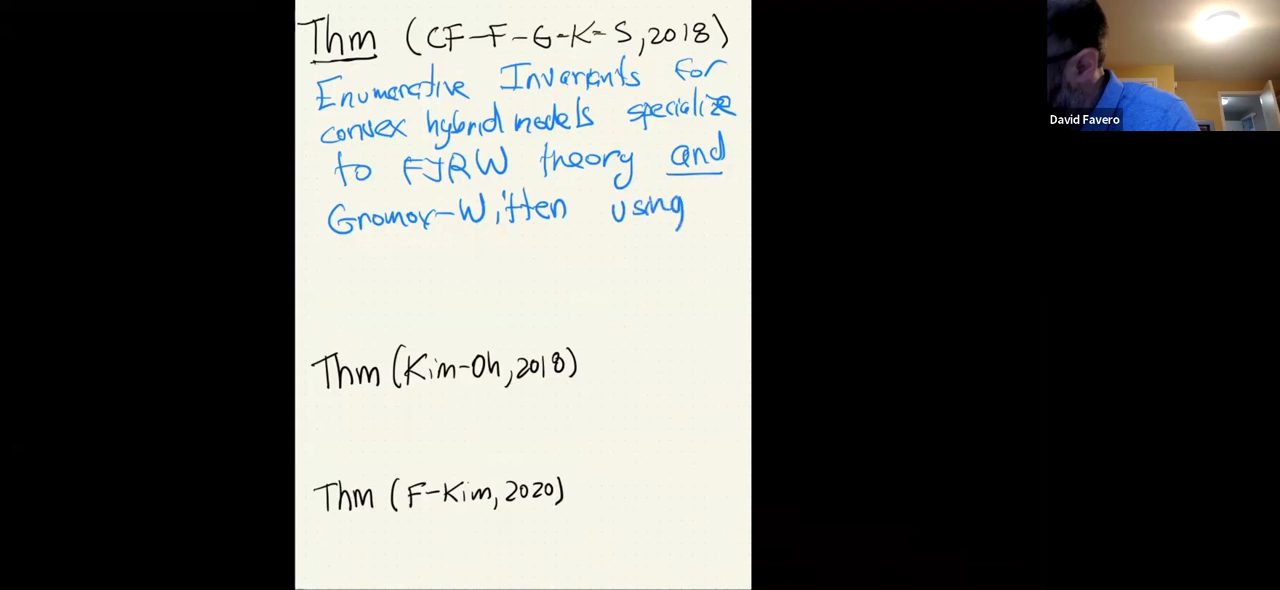 Thm (CF-F-G-K-S, 2018)
Enumerative Invariants for
convex hybrid models specialize
to FJRW theory and
Gromov-Witten using
Thm (Kim-Oh, 2018)
Thm (F-Kim, 2020)
David Favero